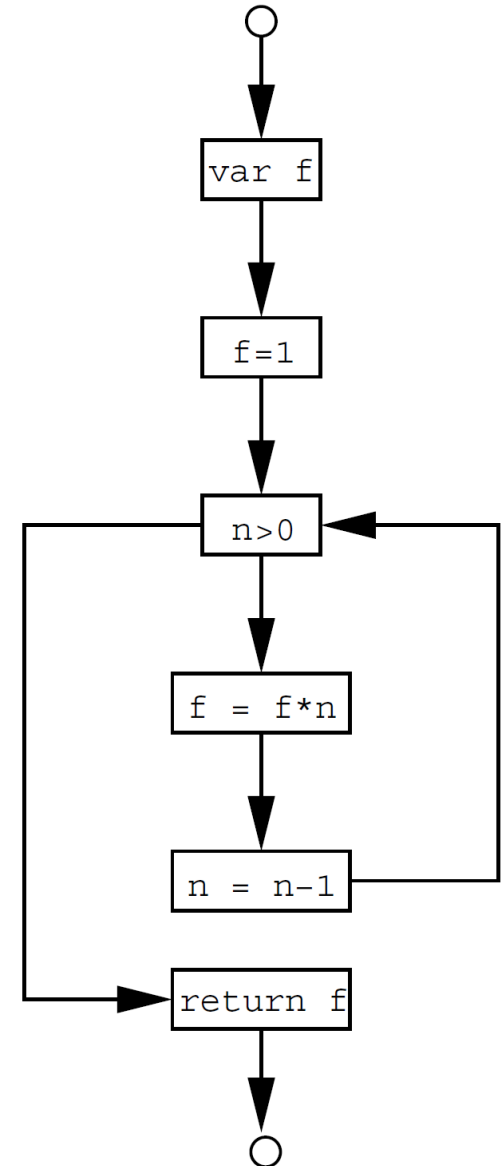 var f
f=1
n>0
f = f*n
n = n-1
return f